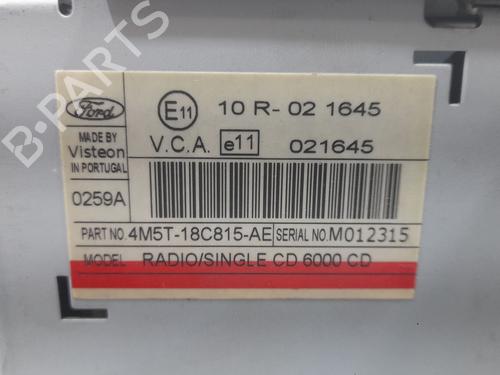 B-PARTS
Ford
E11
10 R- 02 1645
MADE BY
Visteon
IN PORTUGAL
V.C.A.
e11
021645
0259A
PART NO. 4M5T-18C815-AE SERIAL NO. M012315
MODEL RADIO/SINGLE CD 6000 CD